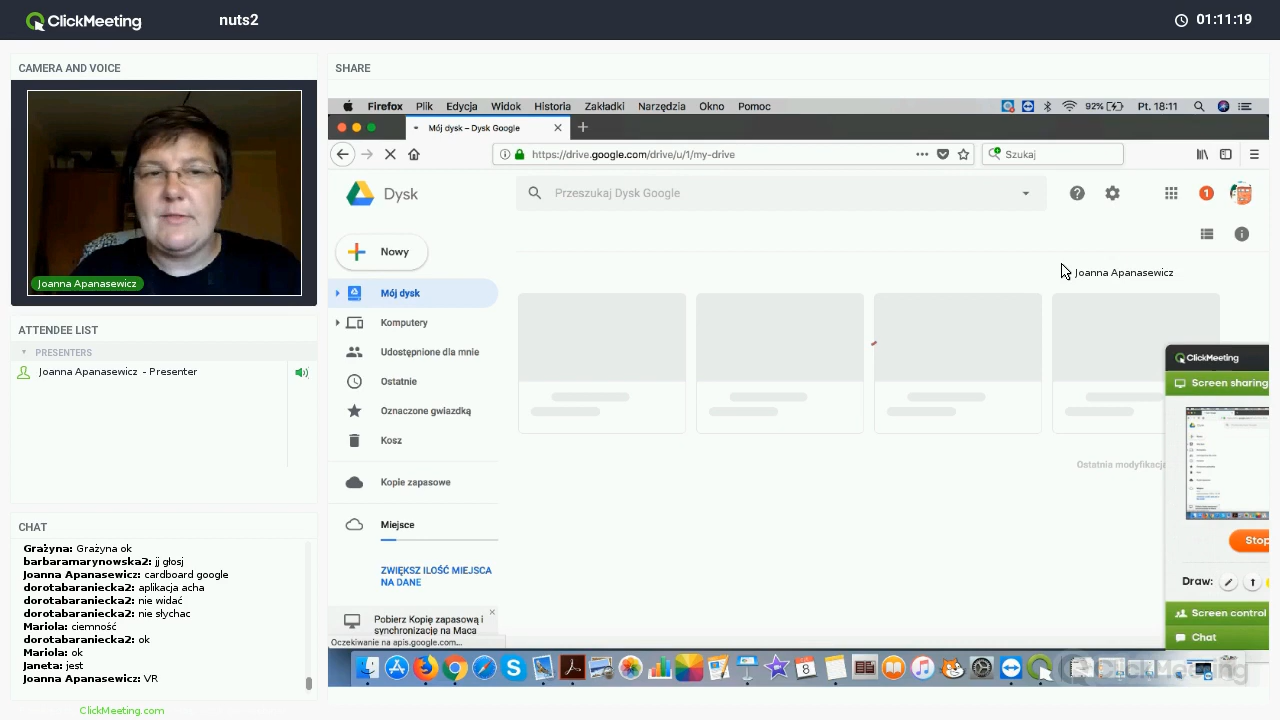 ClickMeeting
nuts2
01:11:19
CAMERA AND VOICE
Joanna Apanasewicz
ATTENDEE LIST
PRESENTERS
Joanna Apanasewicz - Presenter
CHAT
Grażyna: Grażyna ok
barbaramarynowska2: jj głosj
Joanna Apanasewicz: cardboard google
dorotabaraniecka2: aplikacja acha
dorotabaraniecka2: nie widać
dorotabaraniecka2: nie słychac
Mariola: ciemność
dorotabaraniecka2: ok
Mariola: ok
Janeta: jest
Joanna Apanasewicz: VR
ClickMeeting.com
SHARE
Firefox Plik Edycja Widok Historia Zakładki Narzędzia Okno Pomoc
92% Pt. 18:11
Mój dysk – Dysk Google
https://drive.google.com/drive/u/1/my-drive
Szukaj
Dysk
Przeszukaj Dysk Google
1
Nowy
Joanna Apanasewicz
Mój dysk
Komputery
Udostępnione dla mnie
Ostatnie
Oznaczone gwiazdką
Kosz
Kopie zapasowe
Miejsce
ZWIĘKSZ ILOŚĆ MIEJSCA
NA DANE
Pobierz Kopię zapasową i
synchronizację na Maca
Oczekiwanie na apis.google.com...
Ostatnia modyfikacja
ClickMeeting
Screen sharing
Stop
Draw:
Screen control
Chat
8
ClickMeeting